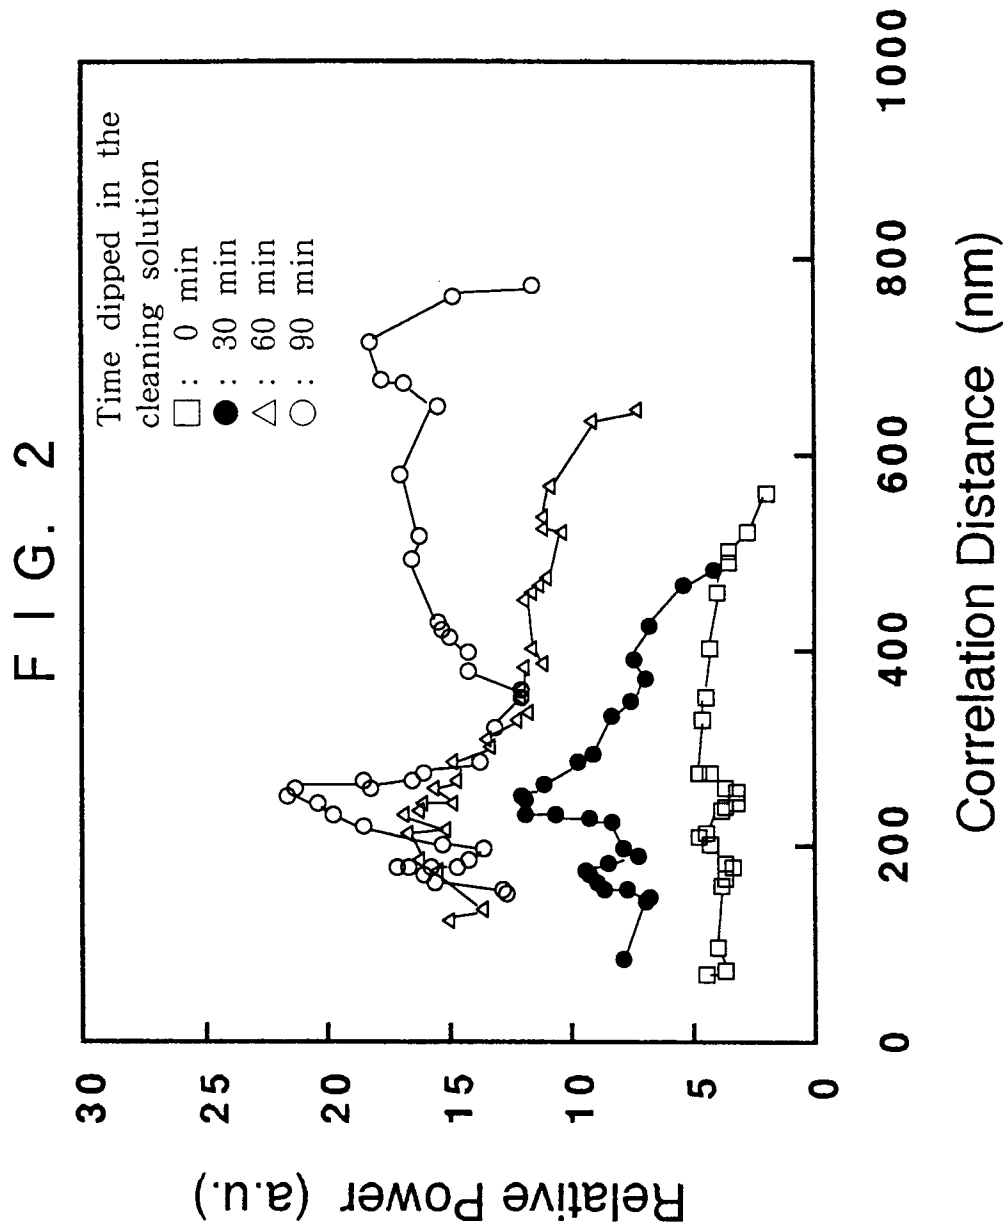 F I G. 2
Time dipped in the
cleaning solution
: 0 min
: 30 min
: 60 min
: 90 min
30
25
20
15
10
5
0
Relative Power (a.u.)
0
200
400
600
800
1000
Correlation Distance (nm)